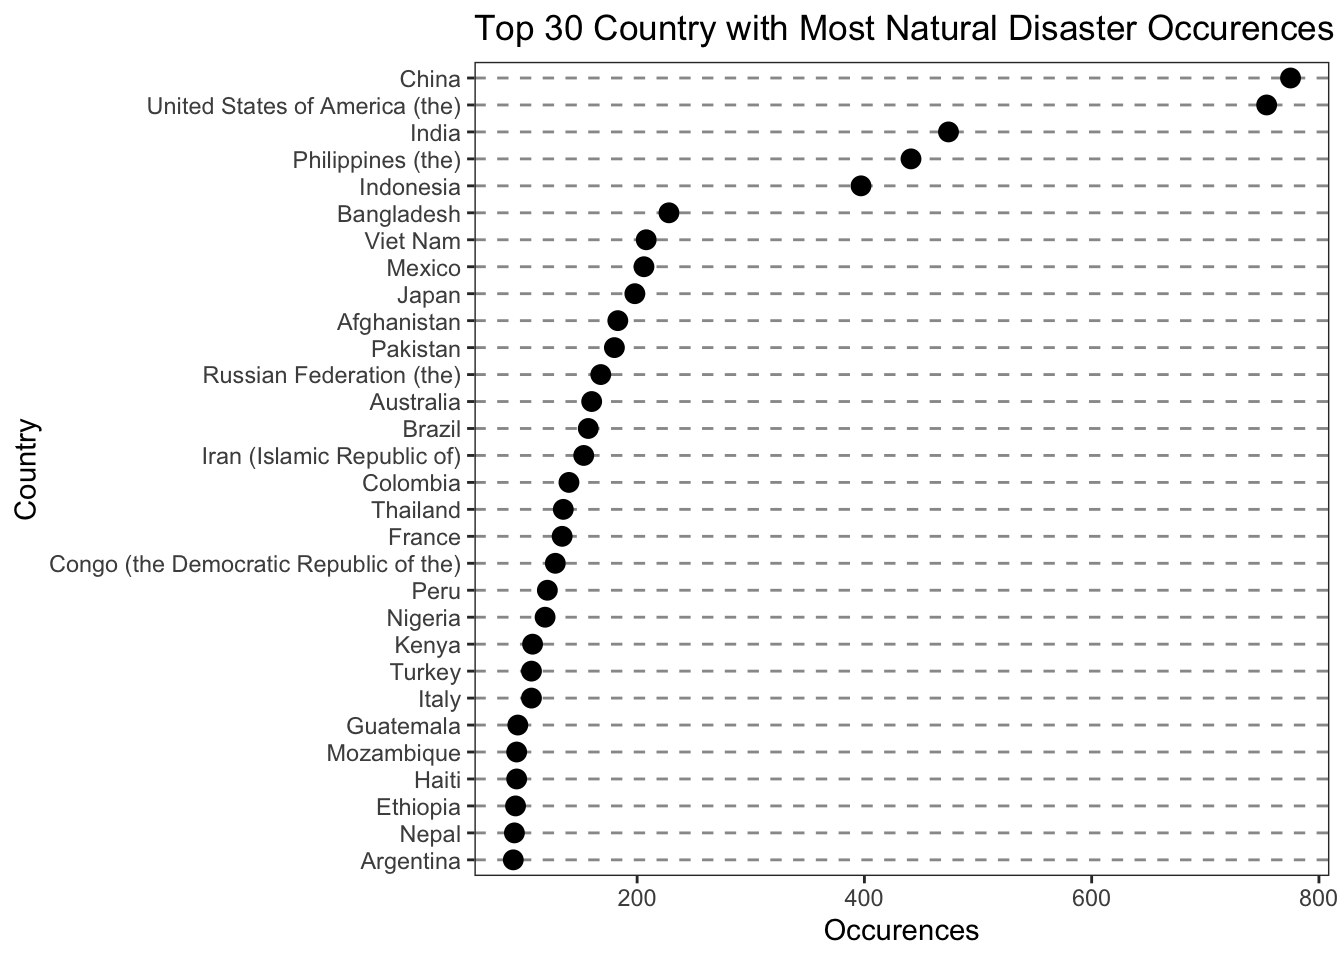 Top 30 Country with Most Natural Disaster Occurences
China
United States of America (the)
India
Philippines (the)
Indonesia
Bangladesh
Viet Nam
Mexico
Japan
Afghanistan
Pakistan
Russian Federation (the)
Australia
Brazil
Iran (Islamic Republic of)
Colombia
Thailand
France
Congo (the Democratic Republic of the)
Peru
Nigeria
Kenya
Turkey
Italy
Guatemala
Mozambique
Haiti
Ethiopia
Nepal
Argentina
Country
200 400 600 800
Occurences